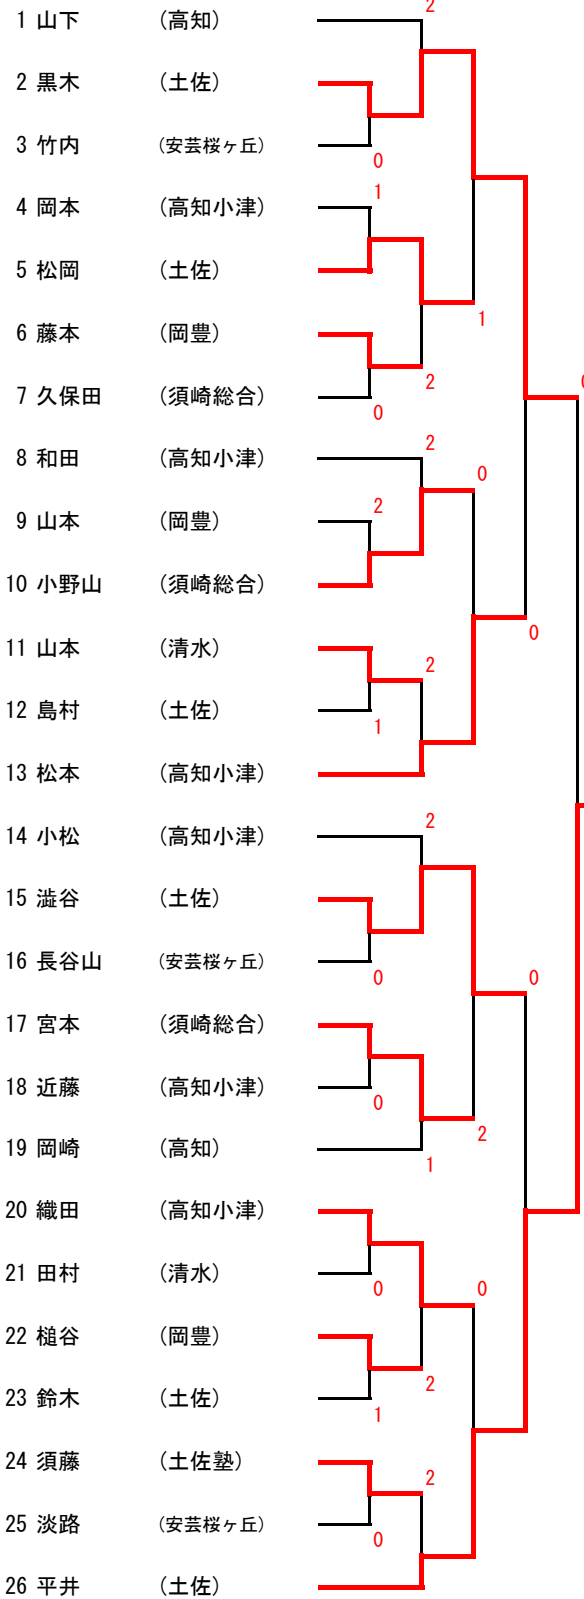 2
1 山下 (高知)
2 黒木 (土佐)
3 竹内 (安芸桜ヶ丘)
0
1
4 岡本 (高知小津)
5 松岡 (土佐)
1
6 藤本 (岡豊)
2
0
7 久保田 (須崎総合)
0
2
8 和田 (高知小津)
0
2
9 山本 (岡豊)
10 小野山 (須崎総合)
0
11 山本 (清水)
2
12 島村 (土佐)
1
13 松本 (高知小津)
2
14 小松 (高知小津)
15 澁谷 (土佐)
16 長谷山 (安芸桜ヶ丘)
0
0
17 宮本 (須崎総合)
18 近藤 (高知小津)
0
2
19 岡崎 (高知)
1
20 織田 (高知小津)
21 田村 (清水)
0
0
22 槌谷 (岡豊)
2
23 鈴木 (土佐)
1
24 須藤 (土佐塾)
2
25 淡路 (安芸桜ヶ丘)
0
26 平井 (土佐)